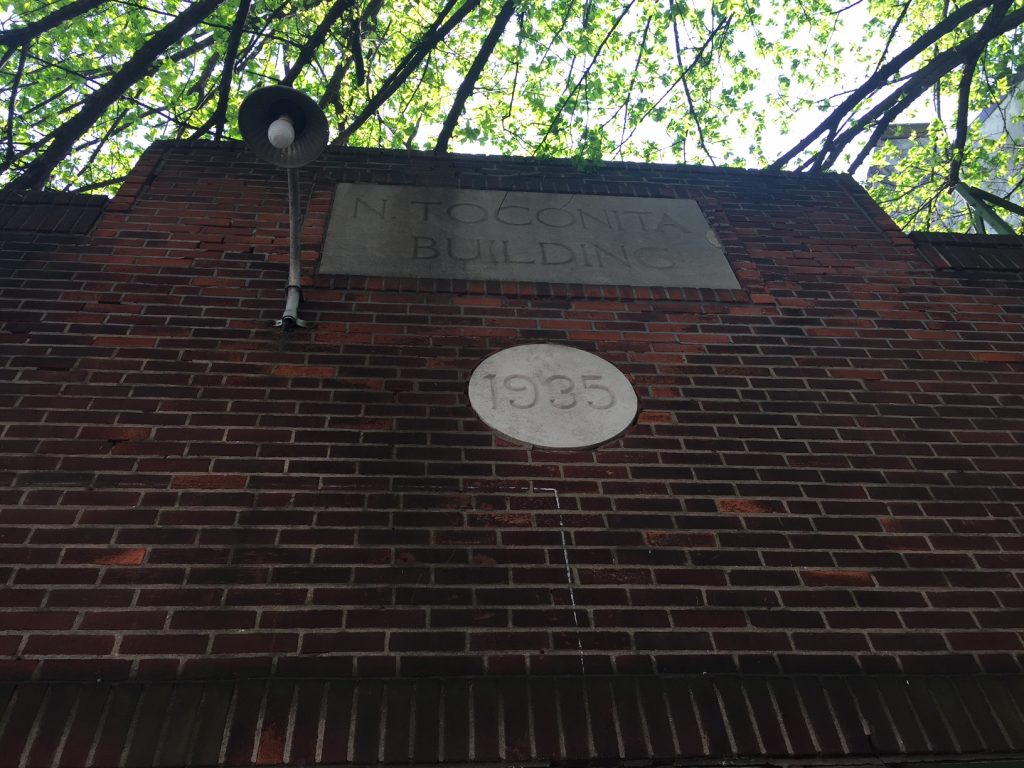 N. TOCONITA
BUILDING
1935